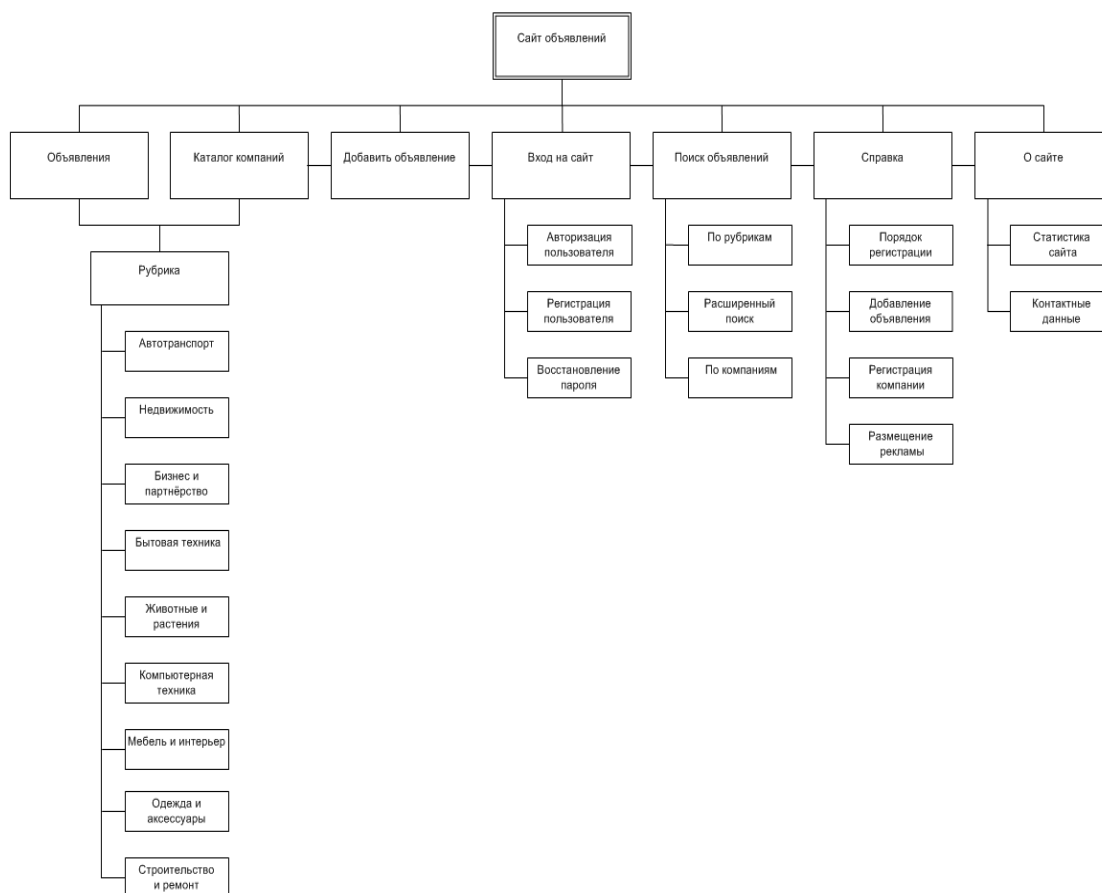 Сайт объявлений
Объявления
Каталог компаний
Добавить объявление
Вход на сайт
Поиск объявлений
Справка
О сайте
Рубрика
Автотранспорт
Недвижимость
Бизнес и
партнёрство
Бытовая техника
Животные и
растения
Компьютерная
техника
Мебель и интерьер
Одежда и
аксессуары
Строительство
и ремонт
Авторизация
пользователя
Регистрация
пользователя
Восстановление
пароля
По рубрикам
Расширенный
поиск
По компаниям
Порядок
регистрации
Добавление
объявления
Регистрация
компании
Размещение
рекламы
Статистика
сайта
Контактные
данные